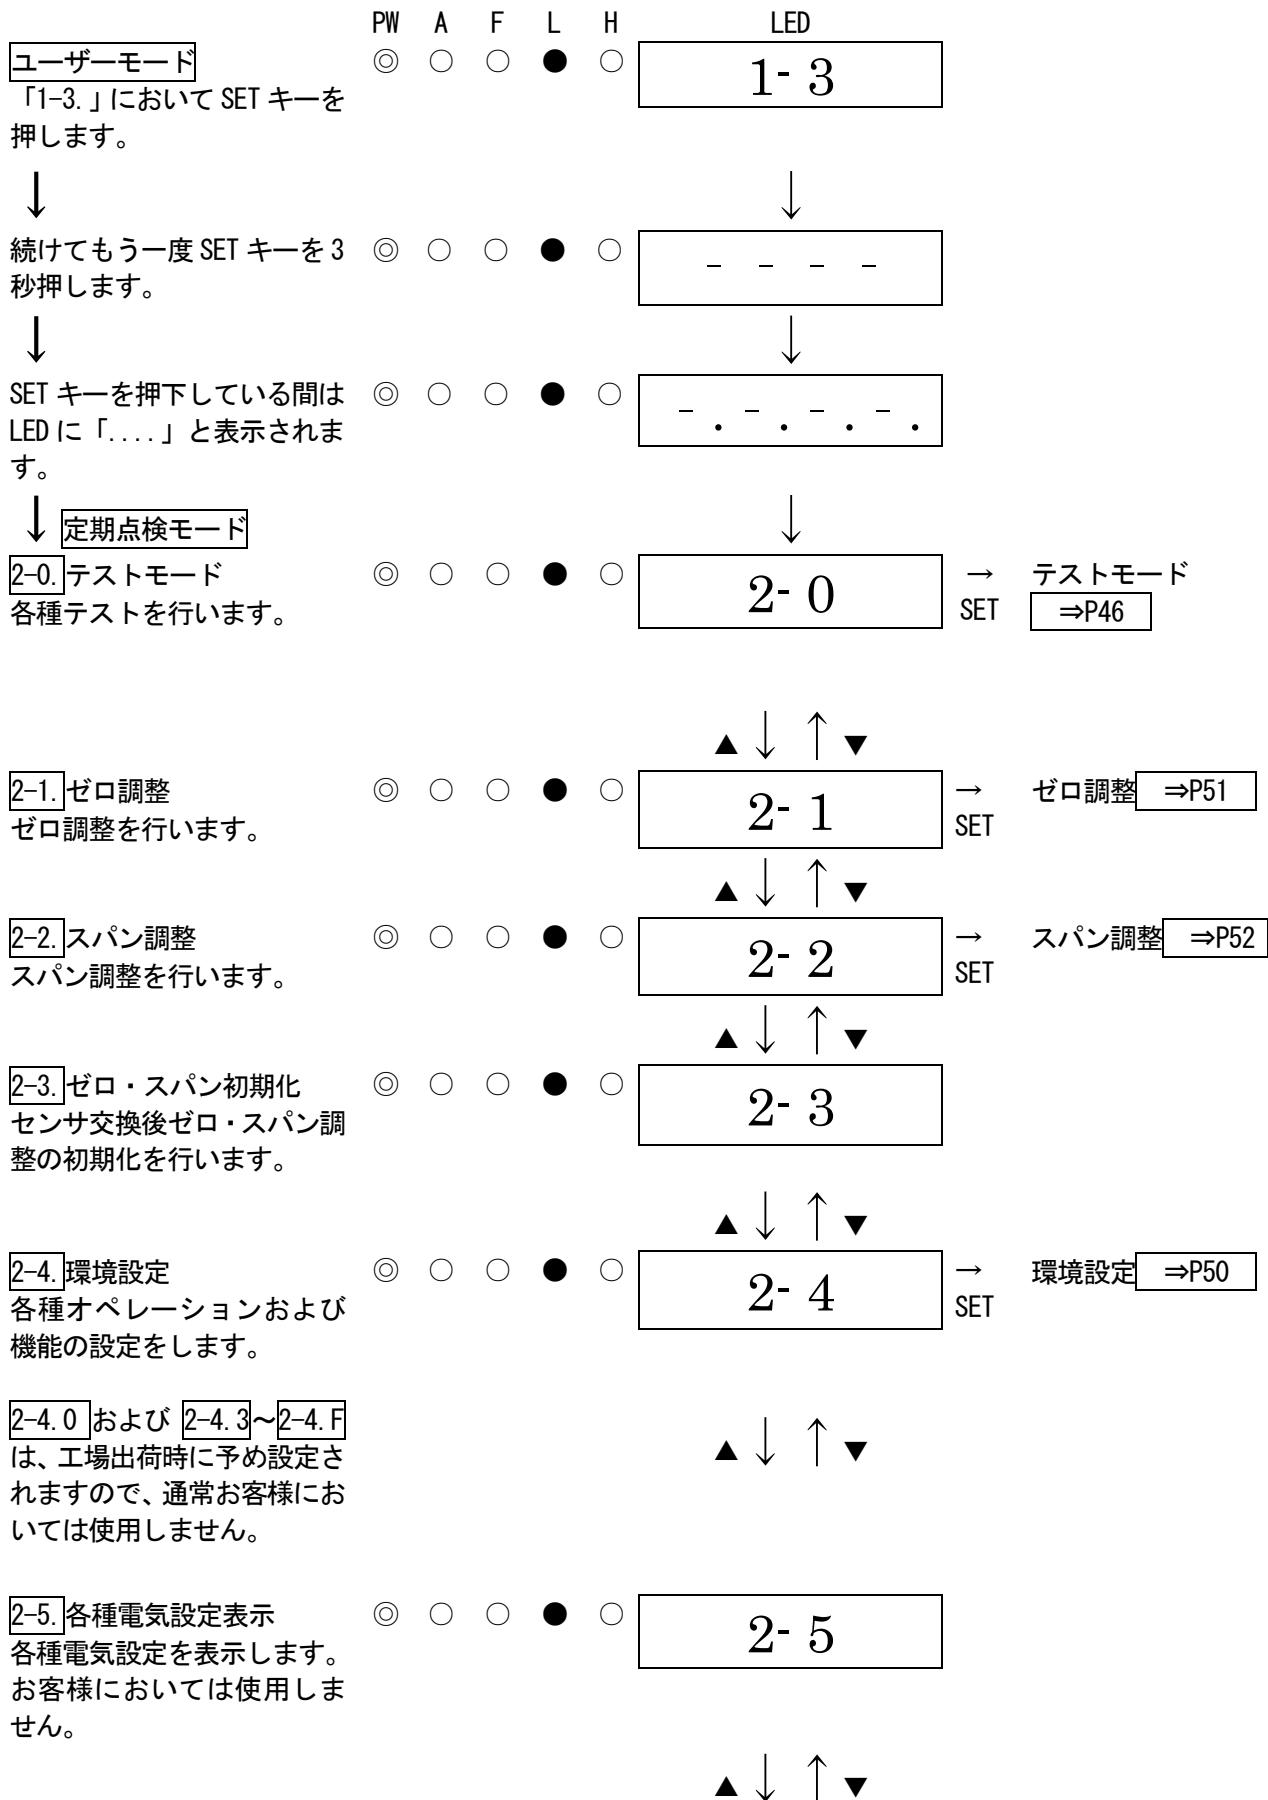 PW A F L H LED
ユーザーモード ◎ ○ ○ ● ○ 1- 3
「1-3.」において SET キーを
押します。
↓ ↓
続けてもう一度 SET キーを 3 ◎ ○ ○ ● ○ - - - -
秒押します。
↓ ↓
SET キーを押下している間は ◎ ○ ○ ● ○ -. -. -. -.
LED に「....」と表示されま
す。
↓ 定期点検モード ↓
2-0. テストモード ◎ ○ ○ ● ○ 2- 0 → テストモード
各種テストを行います。 SET ⇒P46
▲ ↓ ↑ ▼
2-1. ゼロ調整 ◎ ○ ○ ● ○ 2- 1 → ゼロ調整 ⇒P51
ゼロ調整を行います。 SET
▲ ↓ ↑ ▼
2-2. スパン調整 ◎ ○ ○ ● ○ 2- 2 → スパン調整 ⇒P52
スパン調整を行います。 SET
▲ ↓ ↑ ▼
2-3. ゼロ・スパン初期化 ◎ ○ ○ ● ○ 2- 3
センサ交換後ゼロ・スパン調
整の初期化を行います。
▲ ↓ ↑ ▼
2-4. 環境設定 ◎ ○ ○ ● ○ 2- 4 → 環境設定 ⇒P50
各種オペレーションおよび SET
機能の設定をします。
2-4.0 および 2-4.3～2-4.F
は、工場出荷時に予め設定さ ▲ ↓ ↑ ▼
れますので、通常お客様にお
いては使用しません。
2-5. 各種電気設定表示 ◎ ○ ○ ● ○ 2- 5
各種電気設定を表示します。
お客様においては使用しま
せん。
▲ ↓ ↑ ▼